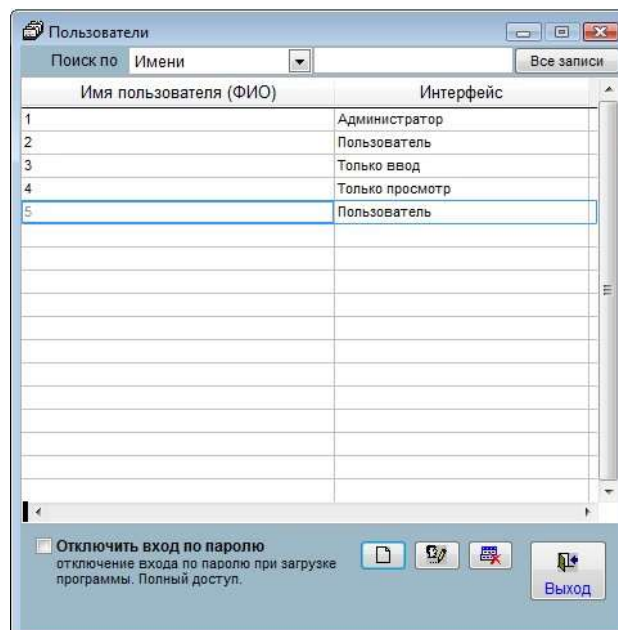 Пользователи
Поиск по Имени Все записи
Имя пользователя (ФИО) Интерфейс
1 Администратор
2 Пользователь
3 Только ввод
4 Только просмотр
5 Пользователь
Отключить вход по паролю
отключение входа по паролю при загрузке
программы. Полный доступ.
Выход